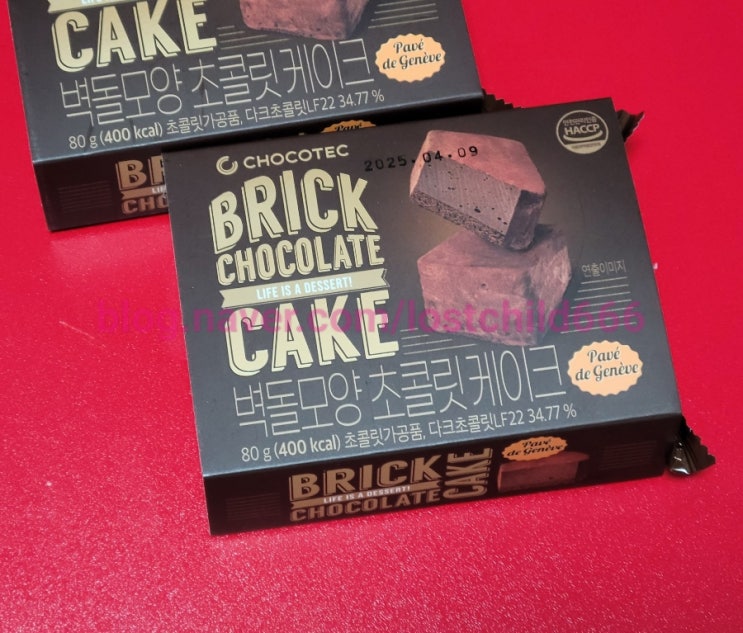 CAKE
Pavé
de Genève
벽돌모양 초콜릿케이크
80 g (400 kcal) 초콜릿가공품, 다크초콜릿LF22 34.77 %
CHOCOTEC
2025.04.09
HACCP
BRICK
CHOCOLATE
LIFE IS A DESSERT!
CAKE
연출이미지
blog.naver.com/lostchild666
벽돌모양 초콜릿케이크
Pavé
de Genève
80 g (400 kcal) 초콜릿가공품, 다크초콜릿LF22 34.77 %
BRICK
LIFE IS A DESSERT!
CHOCOLATE
CAKE
Pavé
de Genève